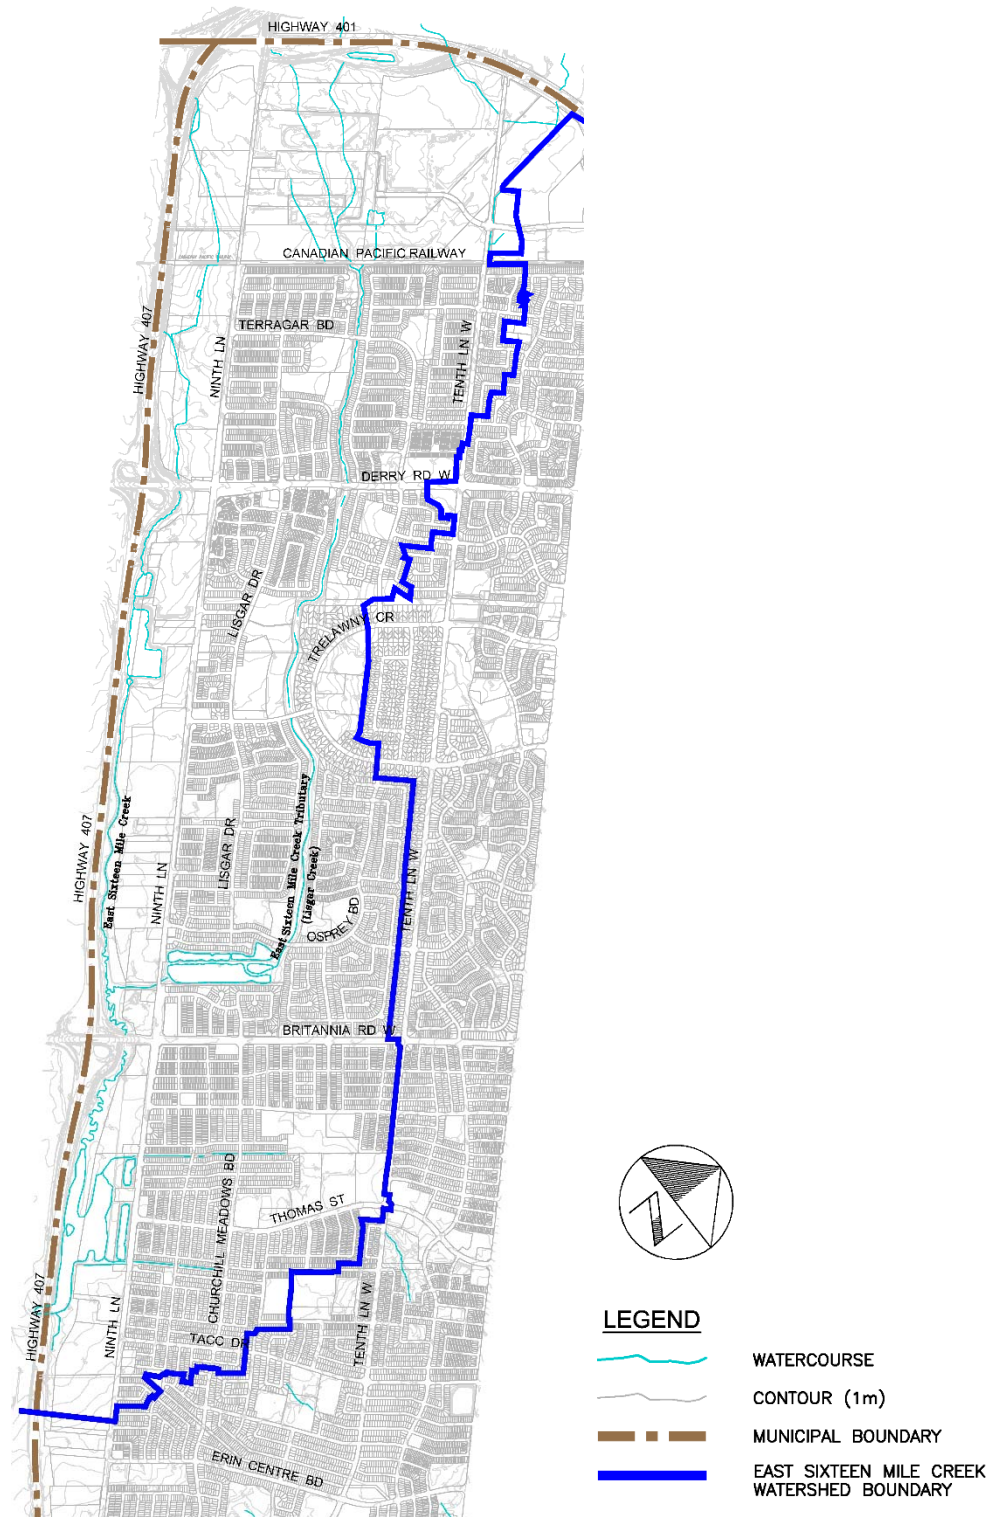 HIGHWAY 401
CANADIAN PACIFIC RAILWAY
CANADIAN PACIFIC RAILWAY
TERRAGAR BD
HIGHWAY 407
NINTH LN
TENTH LN W
DERRY RD W
LISGAR DR
TRELAWNY CR
East Sixteen Mile Creek
HIGHWAY 407
NINTH LN
LISGAR DR
East Sixteen Mile Creek Tributary
(Lisgar Creek)
OSPREY BD
TENTH LN W
BRITANNIA RD W
CHURCHILL MEADOWS BD
THOMAS ST
HIGHWAY 407
NINTH LN
TACC DR
TENTH LN W
ERIN CENTRE BD
LEGEND
WATERCOURSE
CONTOUR (1m)
MUNICIPAL BOUNDARY
EAST SIXTEEN MILE CREEK
WATERSHED BOUNDARY